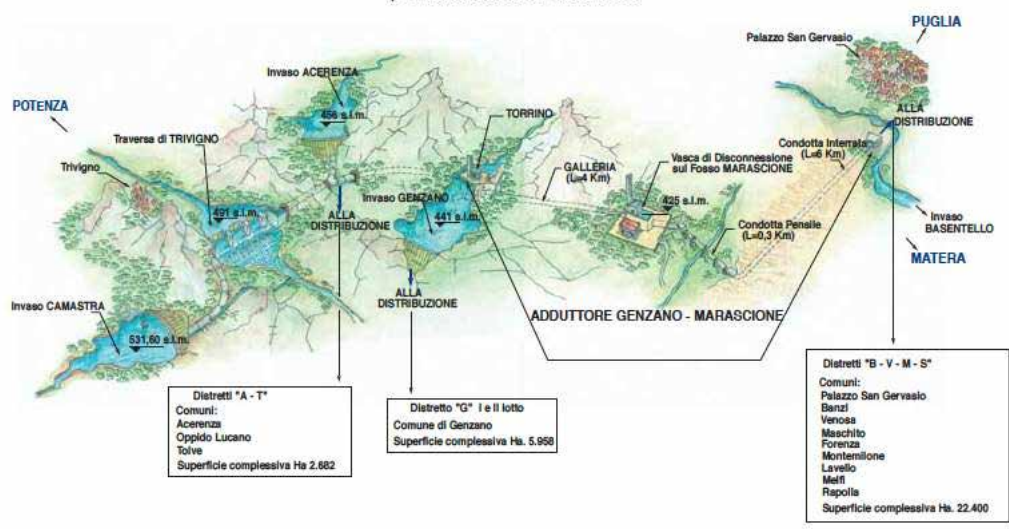 PUGLIA
Palazzo San Gervasio
Invaso ACERENZA
POTENZA
456 s.l.m.
TORRINO
ALLA
DISTRIBUZIONE
Traversa di TRIVIGNO
Condotta Interrata
(L=6 Km)
Trivigno
GALLERIA
(L=4 Km)
Vasca di Disconnessione
sul Fosso MARASCIONE
Invaso GENZANO
425 s.l.m.
491 s.l.m.
ALLA
DISTRIBUZIONE
441 s.l.m.
Condotta Pensile
(L=0,3 Km)
Invaso
BASENTELLO
MATERA
ALLA
DISTRIBUZIONE
Invaso CAMASTRA
ADDUTTORE GENZANO - MARASCIONE
531,60 s.l.m.
Distretti "A - T"
Comuni:
Acerenza
Oppido Lucano
Tolve
Superficie complessiva Ha 2.682
Distretto "G" I e II lotto
Comune di Genzano
Superficie complessiva Ha. 5.958
Distretti "B - V - M - S"
Comuni:
Palazzo San Gervasio
Banzi
Venosa
Maschito
Forenza
Montemilone
Lavello
Melfi
Rapolla
Superficie complessiva Ha. 22.400